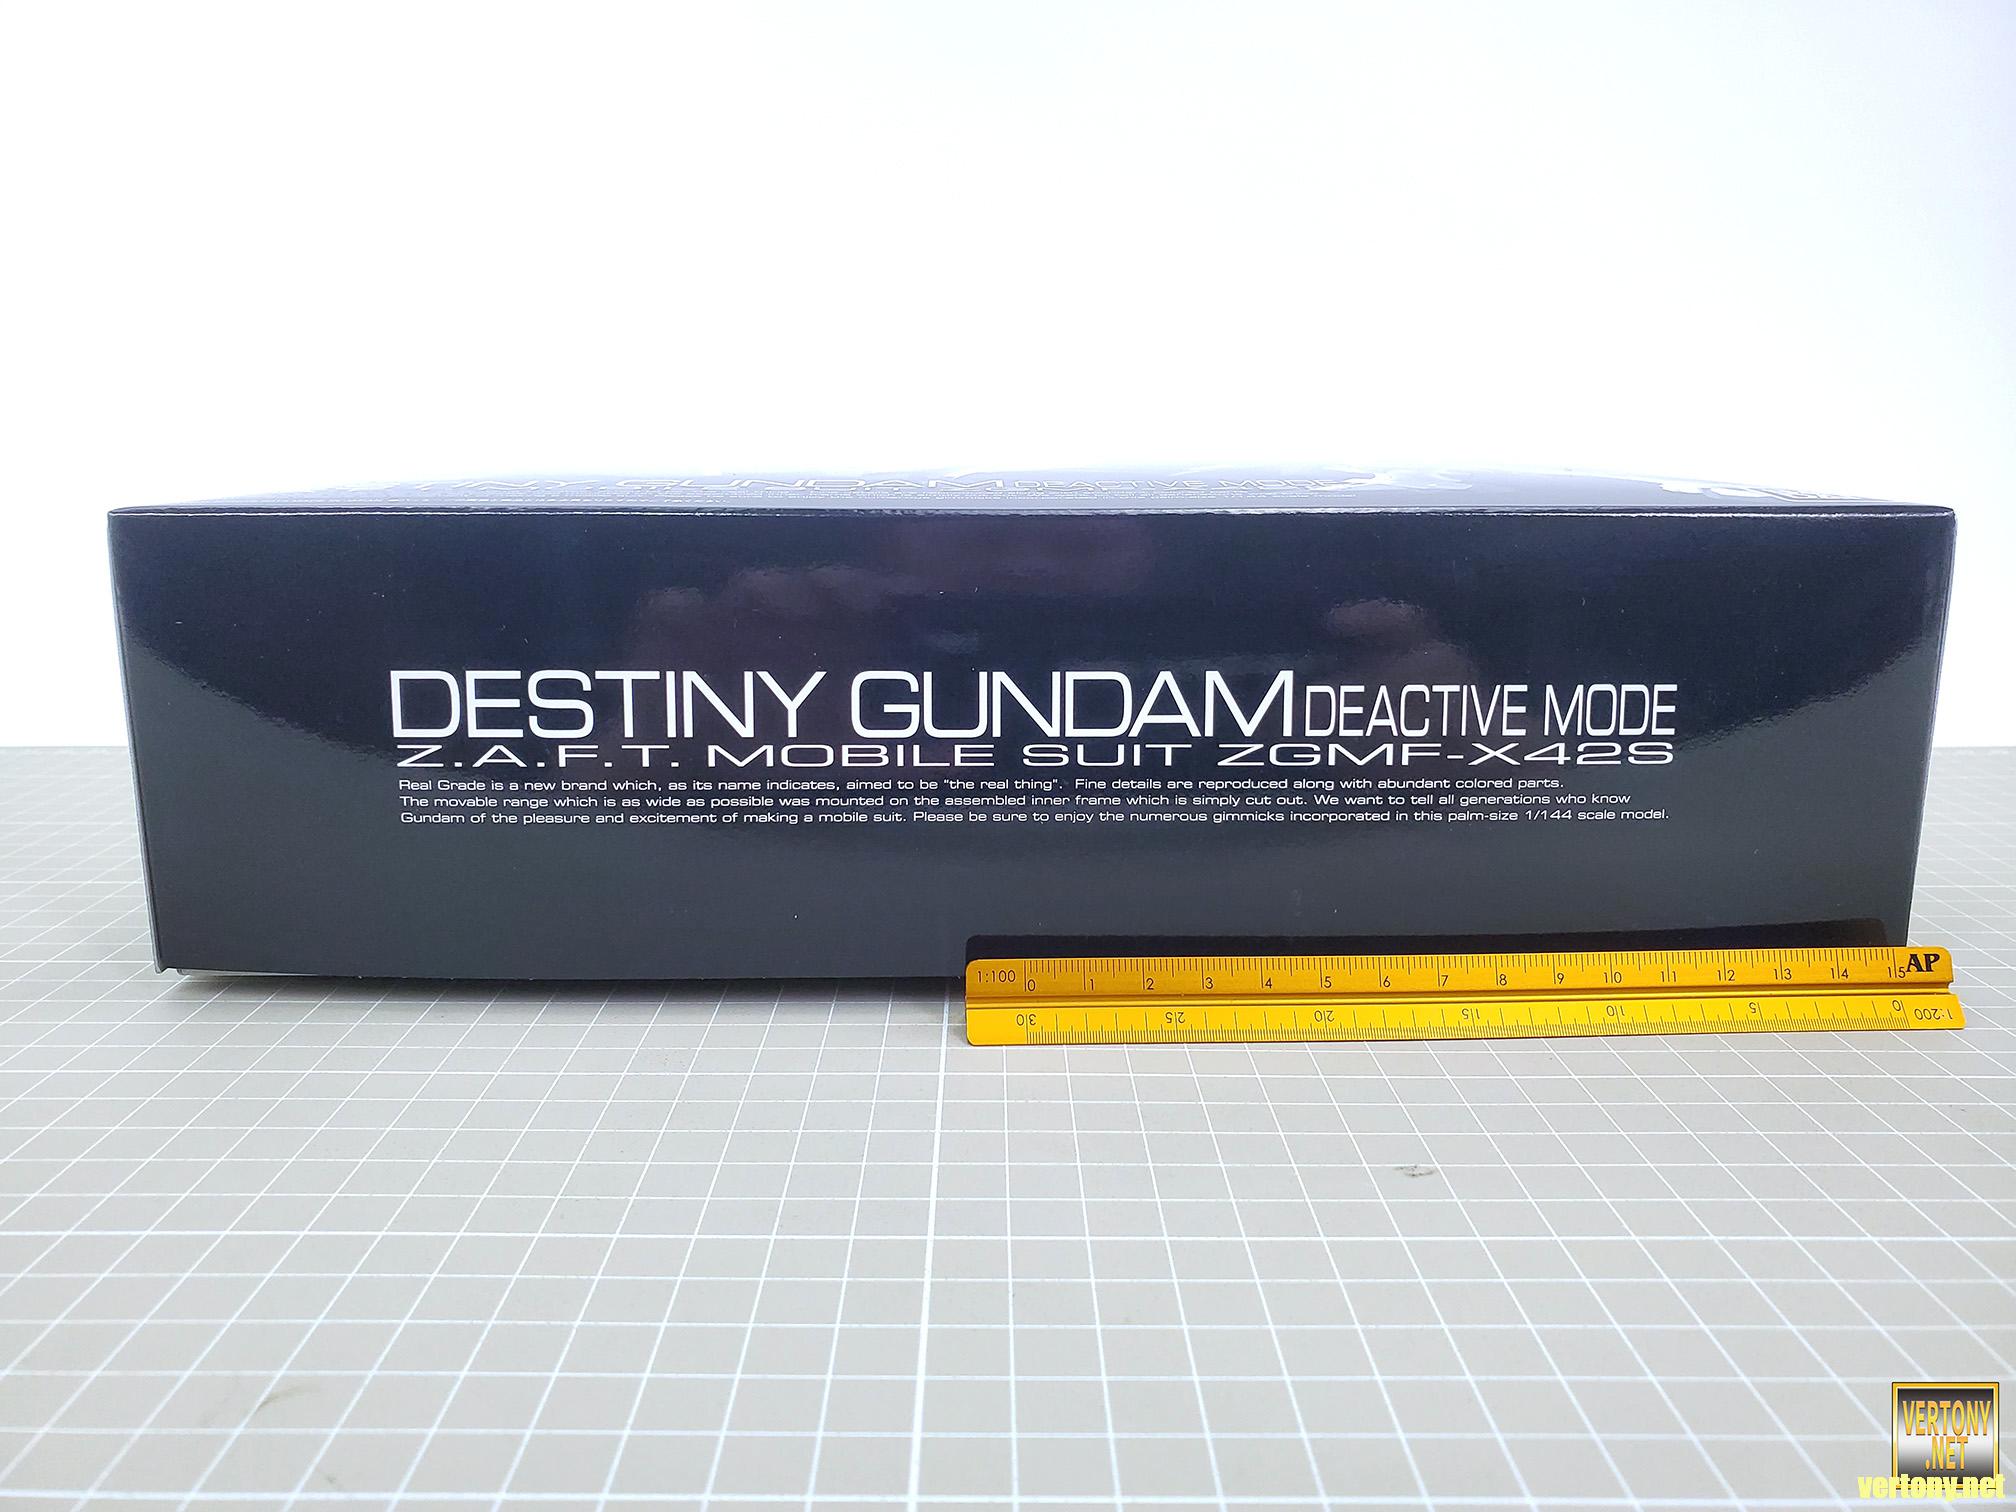 TINY GUNDAM DEACTIVE MODE
DESTINY GUNDAM DEACTIVE MODE
Z.A.F.T. MOBILE SUIT ZGMF-X42S
Real Grade is a new brand which, as its name indicates, aimed to be "the real thing". Fine details are reproduced along with abundant colored parts.
The movable range which is as wide as possible was mounted on the assembled inner frame which is simply cut out. We want to tell all generations who know
Gundam of the pleasure and excitement of making a mobile suit. Please be sure to enjoy the numerous gimmicks incorporated in this palm-size 1/144 scale model.
1:100 0 1 2 3 4 5 6 7 8 9 10 11 12 13 14 15 AP
30 25 20 15 10 5 0 1:200
VERTONY
.NET
vertony.net